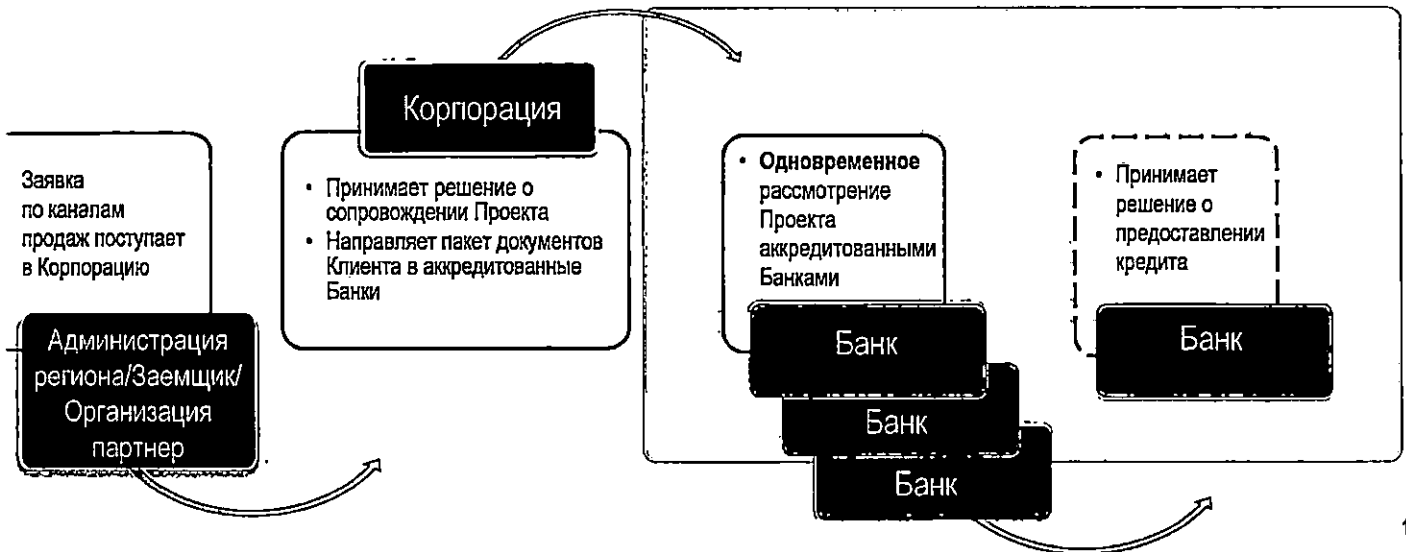 Заявка
по каналам
продаж поступает
в Корпорацию
Администрация
региона/Заемщик/
Организация
партнер
Корпорация
• Принимает решение о
сопровождении Проекта
• Направляет пакет документов
Клиента в аккредитованные
Банки
• Одновременное
рассмотрение
Проекта
аккредитованными
Банками
Банк
Банк
Банк
• Принимает
решение о
предоставлении
кредита
Банк
1